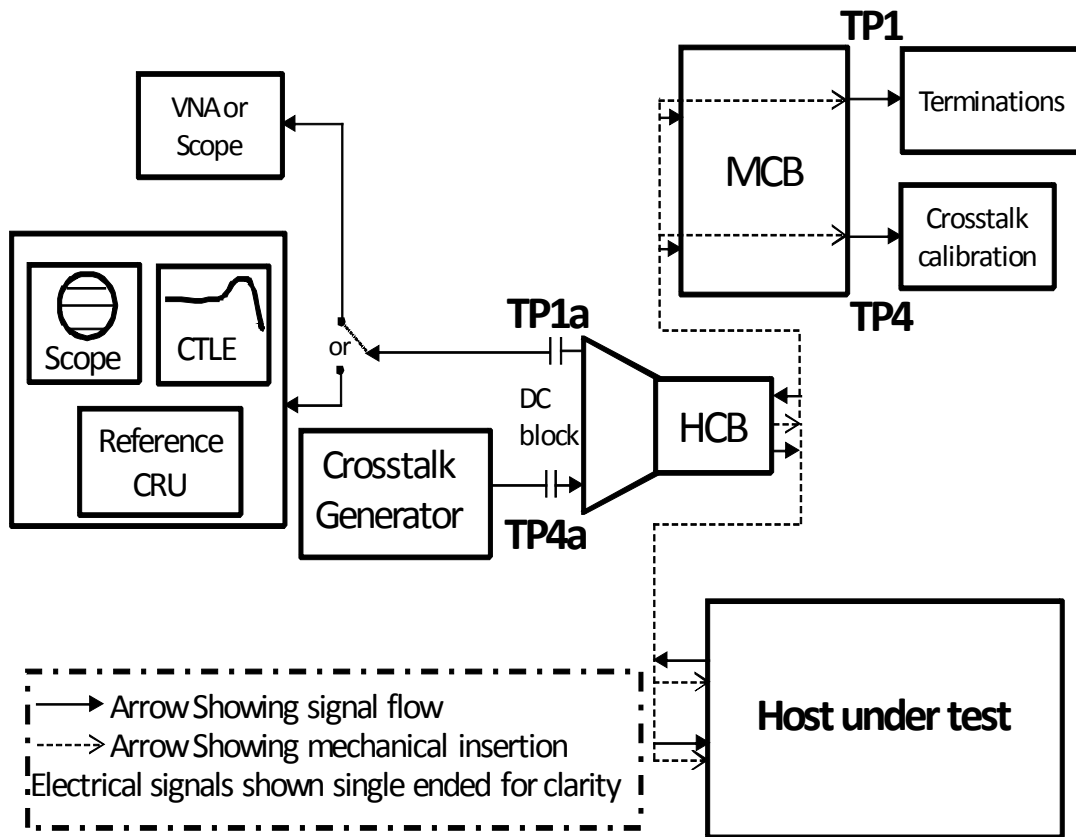 TP1
VNA or
Scope
Terminations
MCB
Crosstalk
calibration
TP4
Scope
CTLE
Reference
CRU
or
TP1a
DC
block
HCB
Crosstalk
Generator
TP4a
Host under test
Arrow Showing signal flow
Arrow Showing mechanical insertion
Electrical signals shown single ended for clarity